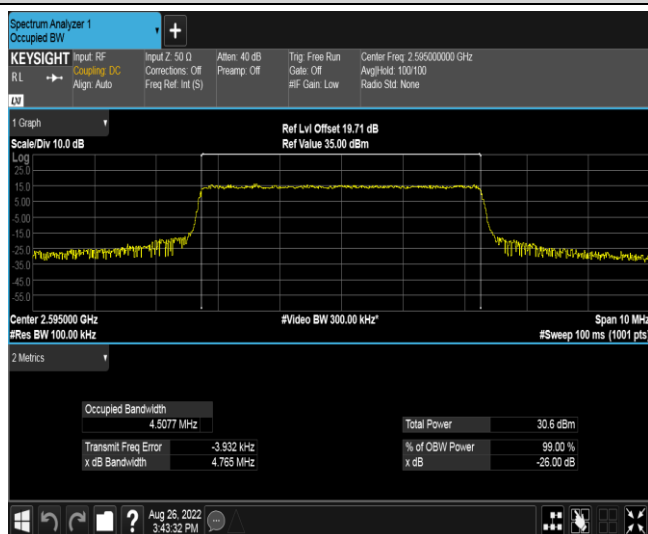 Spectrum Analyzer 1
Occupied BW
+
KEYSIGHT
RL
LXI
Input: RF
Coupling: DC
Align: Auto
Input Z: 50 Ω
Corrections: Off
Freq Ref: Int (S)
Atten: 40 dB
Preamp: Off
Trig: Free Run
Gate: Off
#IF Gain: Low
Center Freq: 2.595000000 GHz
Avg|Hold: 100/100
Radio Std: None
1 Graph
Scale/Div 10.0 dB
Ref Lvl Offset 19.71 dB
Ref Value 35.00 dBm
Log
25.0
15.0
5.00
-5.00
-15.0
-25.0
-35.0
-45.0
-55.0
Center 2.595000 GHz
#Res BW 100.00 kHz
#Video BW 300.00 kHz*
Span 10 MHz
#Sweep 100 ms (1001 pts)
2 Metrics
Occupied Bandwidth
4.5077 MHz
Transmit Freq Error -3.932 kHz
x dB Bandwidth 4.765 MHz
Total Power 30.6 dBm
% of OBW Power 99.00 %
x dB -26.00 dB
?
Aug 26, 2022
3:43:32 PM